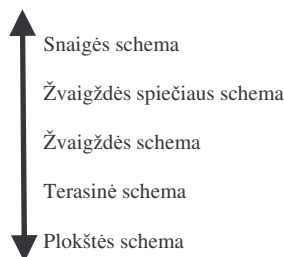 Snaigės schema
Žvaigždės spiečiaus schema
Žvaigždės schema
Terasinė schema
Plokštės schema